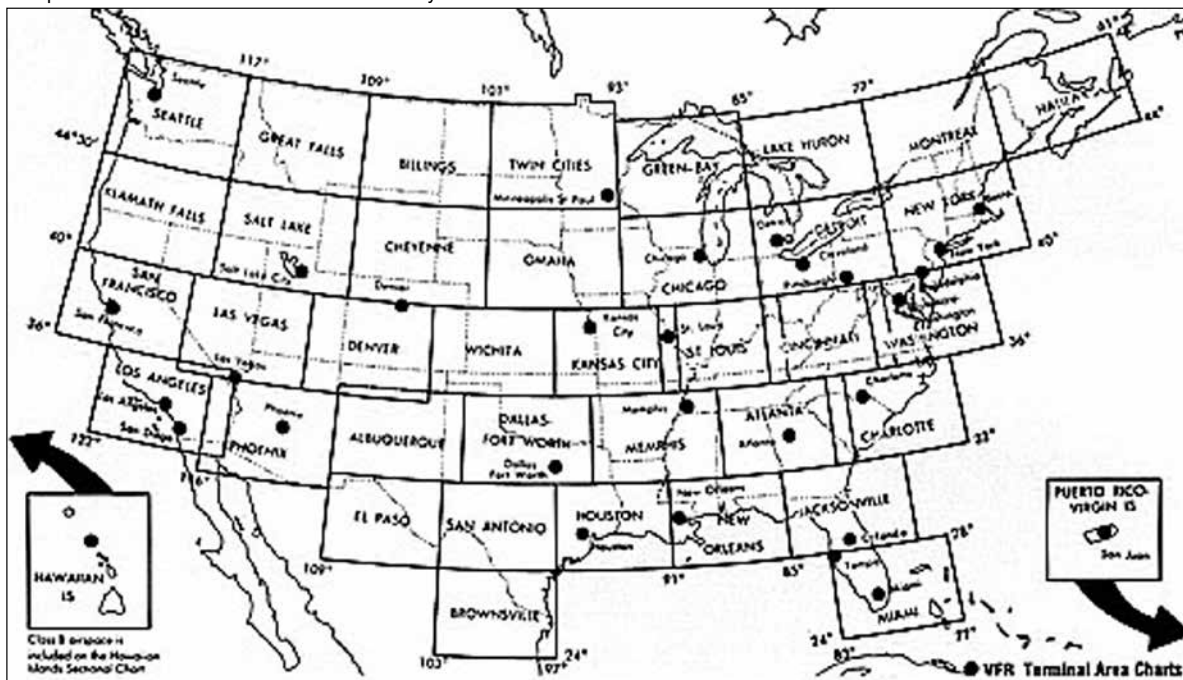 117°
109°
101°
93°
85°
77°
44°
Seattle
SEATTLE
GREAT FALLS
BILLINGS
TWIN CITIES
Minneapolis St Paul
GREEN-BAY
LAKE HURON
MONTREAL
HALIFAX
44°30'
KLAMATH FALLS
SALT LAKE
Salt Lake City
CHEYENNE
Denver
OMAHA
Chicago
CHICAGO
DETROIT
Cleveland
Pittsburgh
NEW YORK
York
40°
40°
SAN
FRANCISCO
San Francisco
LAS VEGAS
Las Vegas
DENVER
WICHITA
Kansas
City
KANSAS CITY
St. Louis
ST LOUIS
CINCINNATI
Philadelphia
Washington
WASHINGTON
36°
36°
LOS ANGELES
Los Angeles
San Diego
Phoenix
PHOENIX
ALBUQUERQUE
DALLAS
FORT WORTH
Dallas
Fort Worth
Memphis
MEMPHIS
ATLANTA
Atlanta
Charlotte
CHARLOTTE
122°
116°
32°
EL PASO
SAN ANTONIO
HOUSTON
Houston
New Orleans
NEW
ORLEANS
JACKSONVILLE
Orlando
109°
91°
85°
28°
BROWNSVILLE
Tampa
Miami
MIAMI
103°
97°
24°
24°
83°
77°
HAWAIIAN
IS
Class B airspace is
included on the Hawaiian
Islands Sectional Chart
PUERTO RICO-
VIRGIN IS
San Juan
VFR Terminal Area Charts